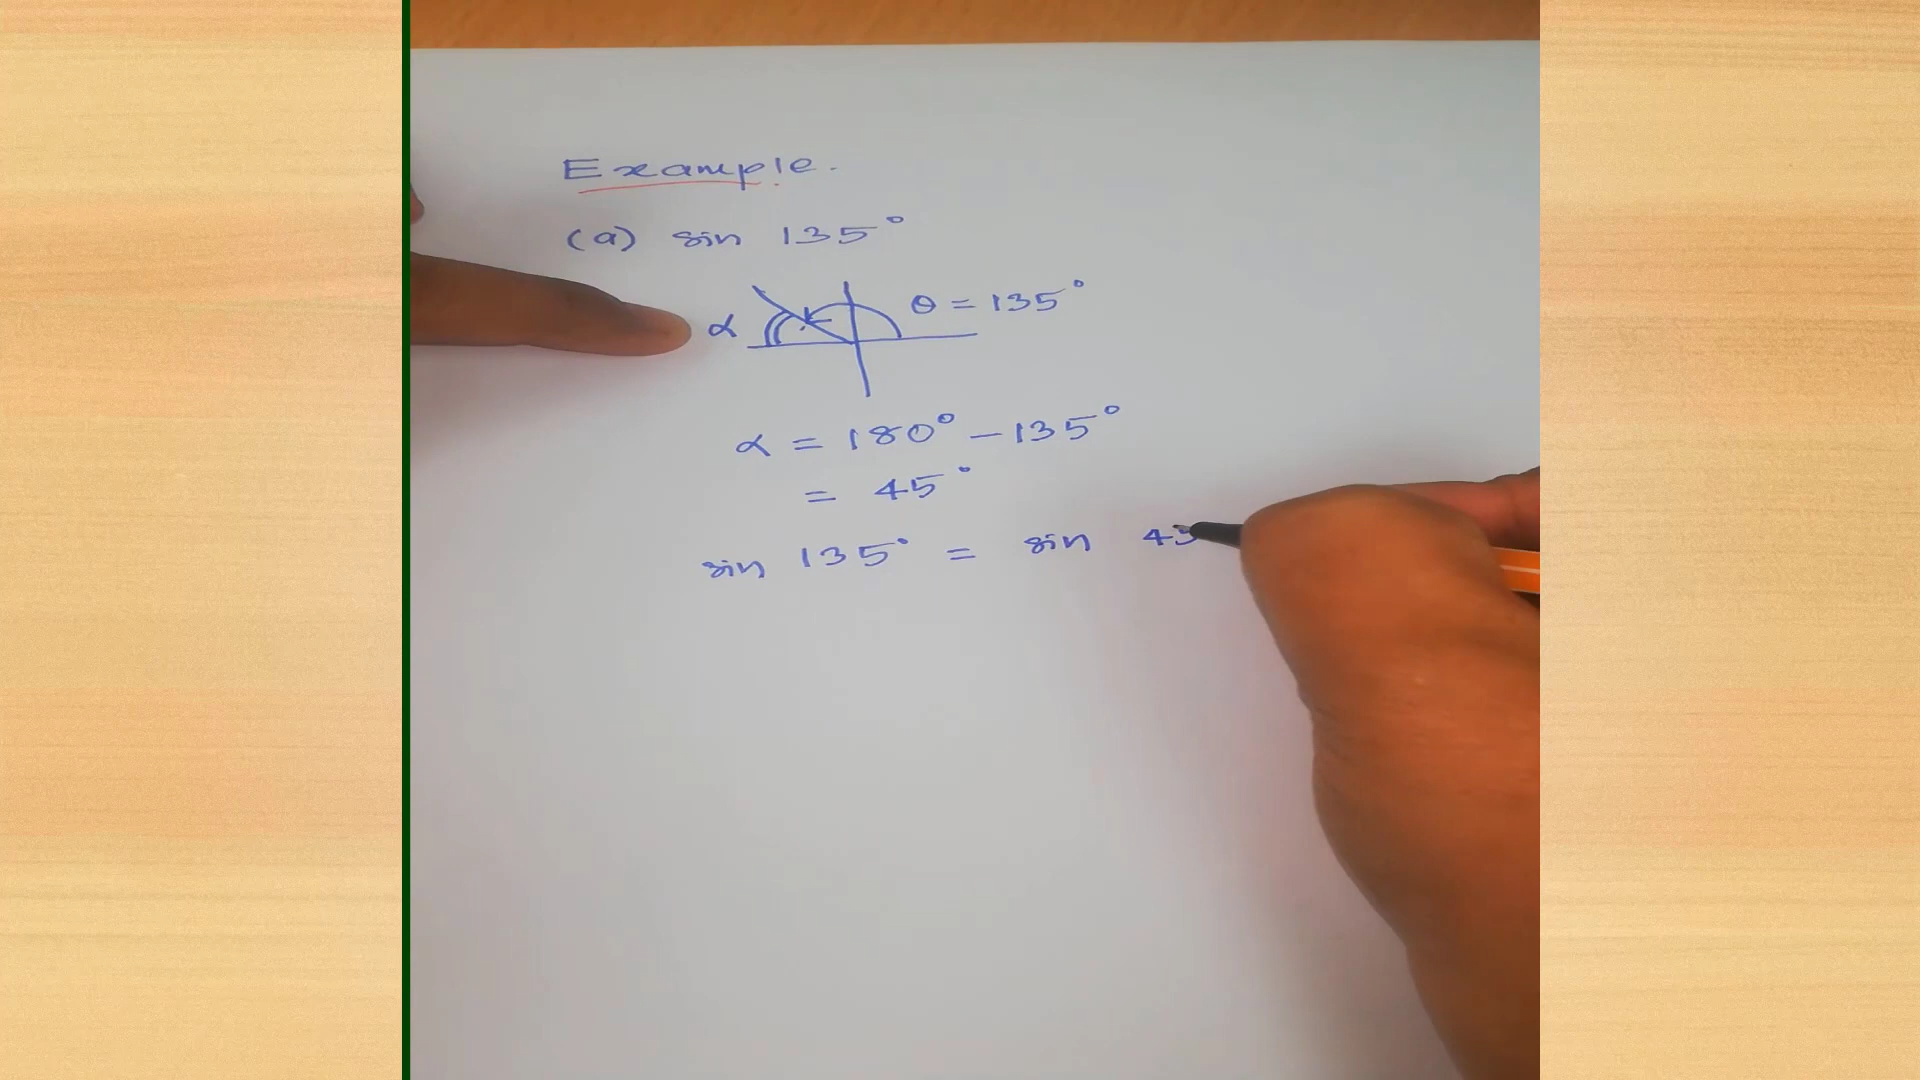 Example.
(a) sin 135°
α θ = 135°
α = 180° - 135°
= 45°
sin 135° = sin 45